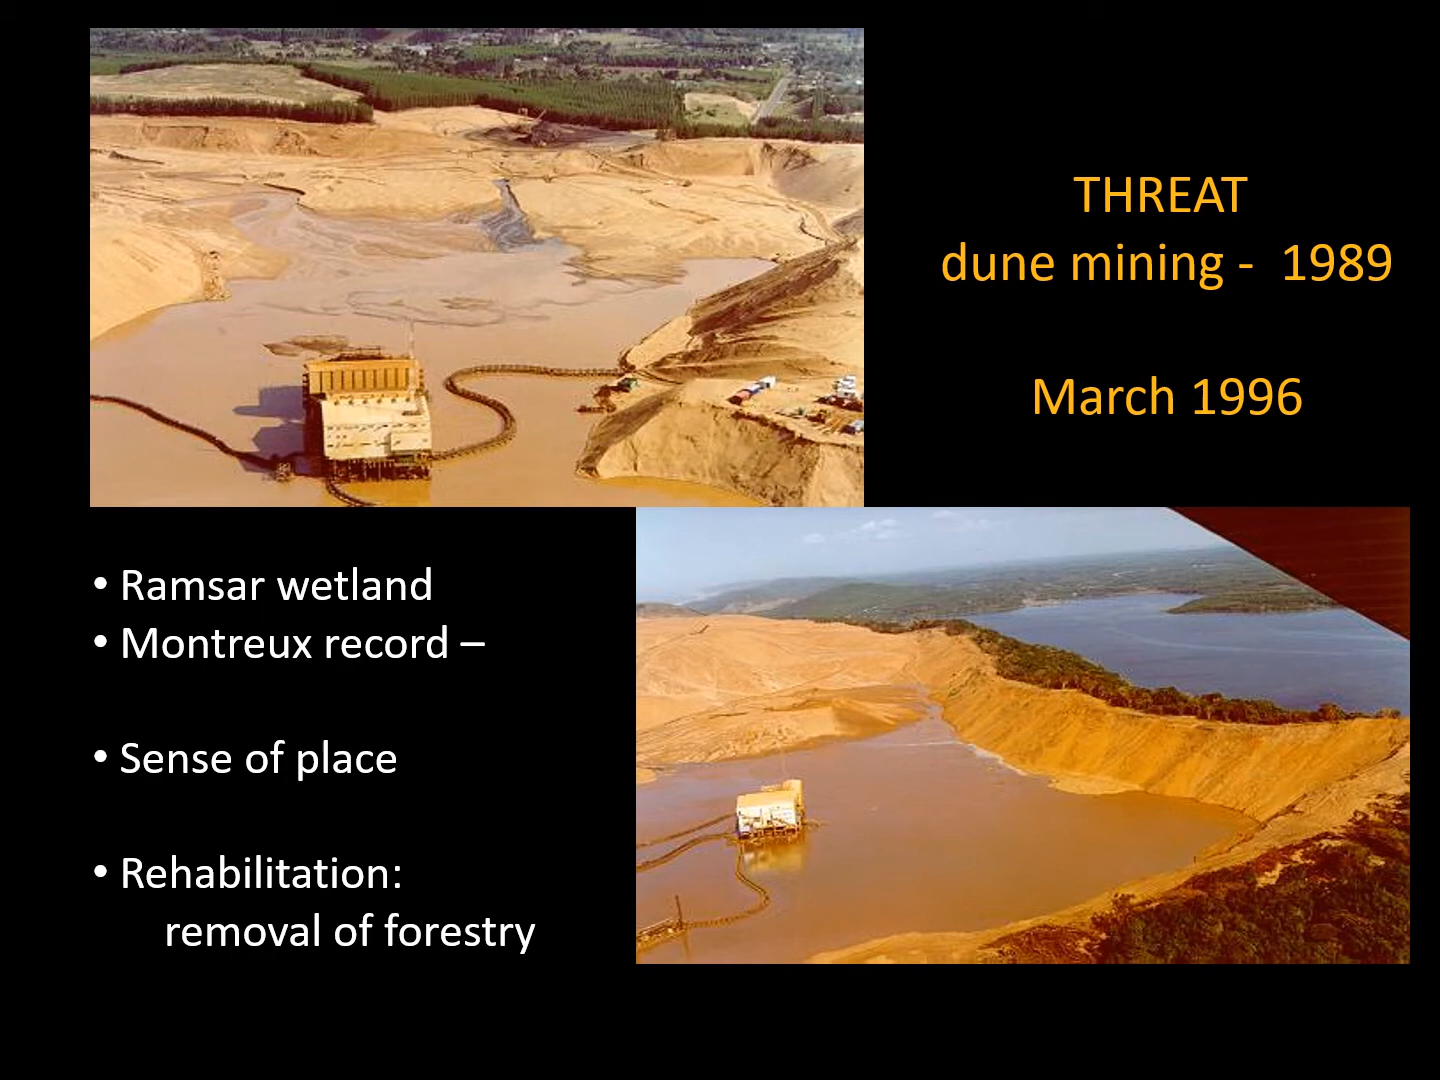 THREAT
dune mining -  1989
March 1996
• Ramsar wetland
• Montreux record –
• Sense of place
• Rehabilitation:
removal of forestry